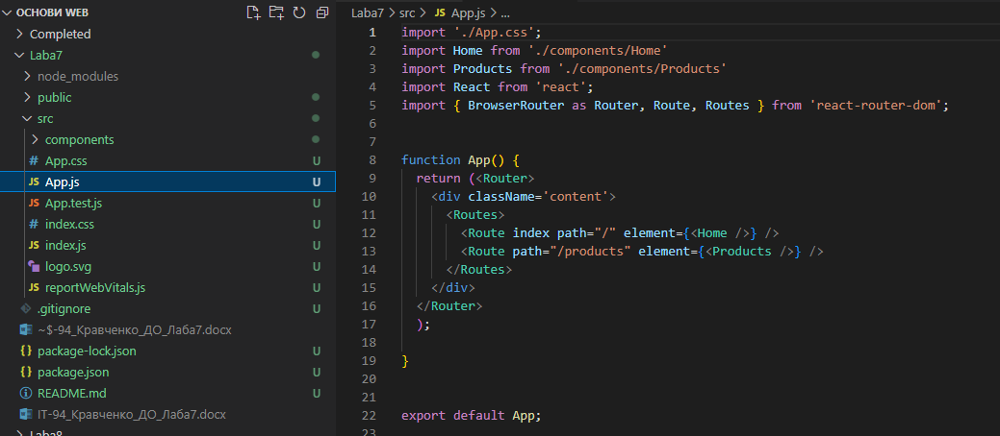 ОСНОВИ WEB
Completed
Laba7
node_modules
public
src
components
# App.css U
JS App.js U
JS App.test.js U
# index.css U
JS index.js U
logo.svg U
JS reportWebVitals.js U
.gitignore U
~$-94_Кравченко_ДО_Лаба7.docx
{} package-lock.json U
{} package.json U
README.md U
ІТ-94_Кравченко_ДО_Лаба7.docx
Laba8
Laba7 > src > JS App.js > ...
1 import './App.css';
2 import Home from './components/Home'
3 import Products from './components/Products'
4 import React from 'react';
5 import { BrowserRouter as Router, Route, Routes } from 'react-router-dom';
6
7
8 function App() {
9 return (<Router>
10 <div className='content'>
11 <Routes>
12 <Route index path="/" element={<Home />} />
13 <Route path="/products" element={<Products />} />
14 </Routes>
15 </div>
16 </Router>
17 );
18
19 }
20
21
22 export default App;
23